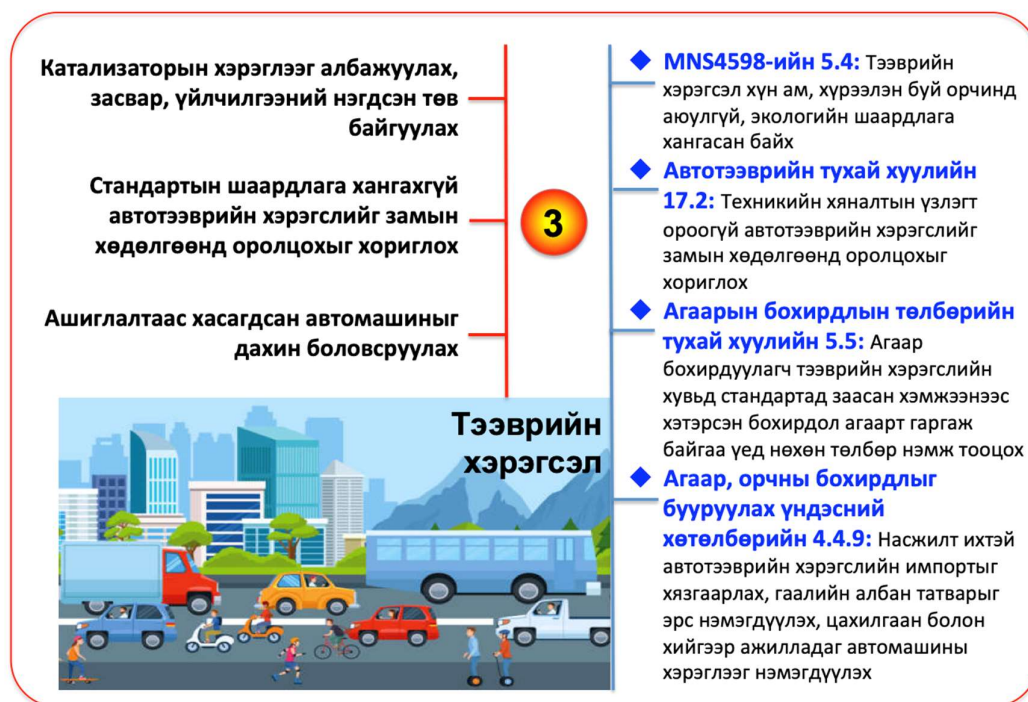 Катализаторын хэрэглээг албажуулах,
засвар, үйлчилгээний нэгдсэн төв
байгуулах
Стандартын шаардлага хангахгүй
автотээврийн хэрэгслийг замын
хөдөлгөөнд оролцохыг хориглох
Ашиглалтаас хасагдсан автомашиныг
дахин боловсруулах
3
Тээврийн
хэрэгсэл
MNS4598-ийн 5.4: Тээврийн
хэрэгсэл хүн ам, хүрээлэн буй орчинд
аюулгүй, экологийн шаардлага
хангасан байх
Автотээврийн тухай хуулийн
17.2: Техникийн хяналтын үзлэгт
ороогүй автотээврийн хэрэгслийг
замын хөдөлгөөнд оролцохыг
хориглох
Агаарын бохирдлын төлбөрийн
тухай хуулийн 5.5: Агаар
бохирдуулагч тээврийн хэрэгслийн
хувьд стандартад заасан хэмжээнээс
хэтэрсэн бохирдол агаарт гаргаж
байгаа үед нөхөн төлбөр нэмж тооцох
Агаар, орчны бохирдлыг
бууруулах үндэсний
хөтөлбөрийн 4.4.9: Насжилт ихтэй
автотээврийн хэрэгслийн импортыг
хязгаарлах, гаалийн албан татварыг
эрс нэмэгдүүлэх, цахилгаан болон
хийгээр ажилладаг автомашины
хэрэглээг нэмэгдүүлэх